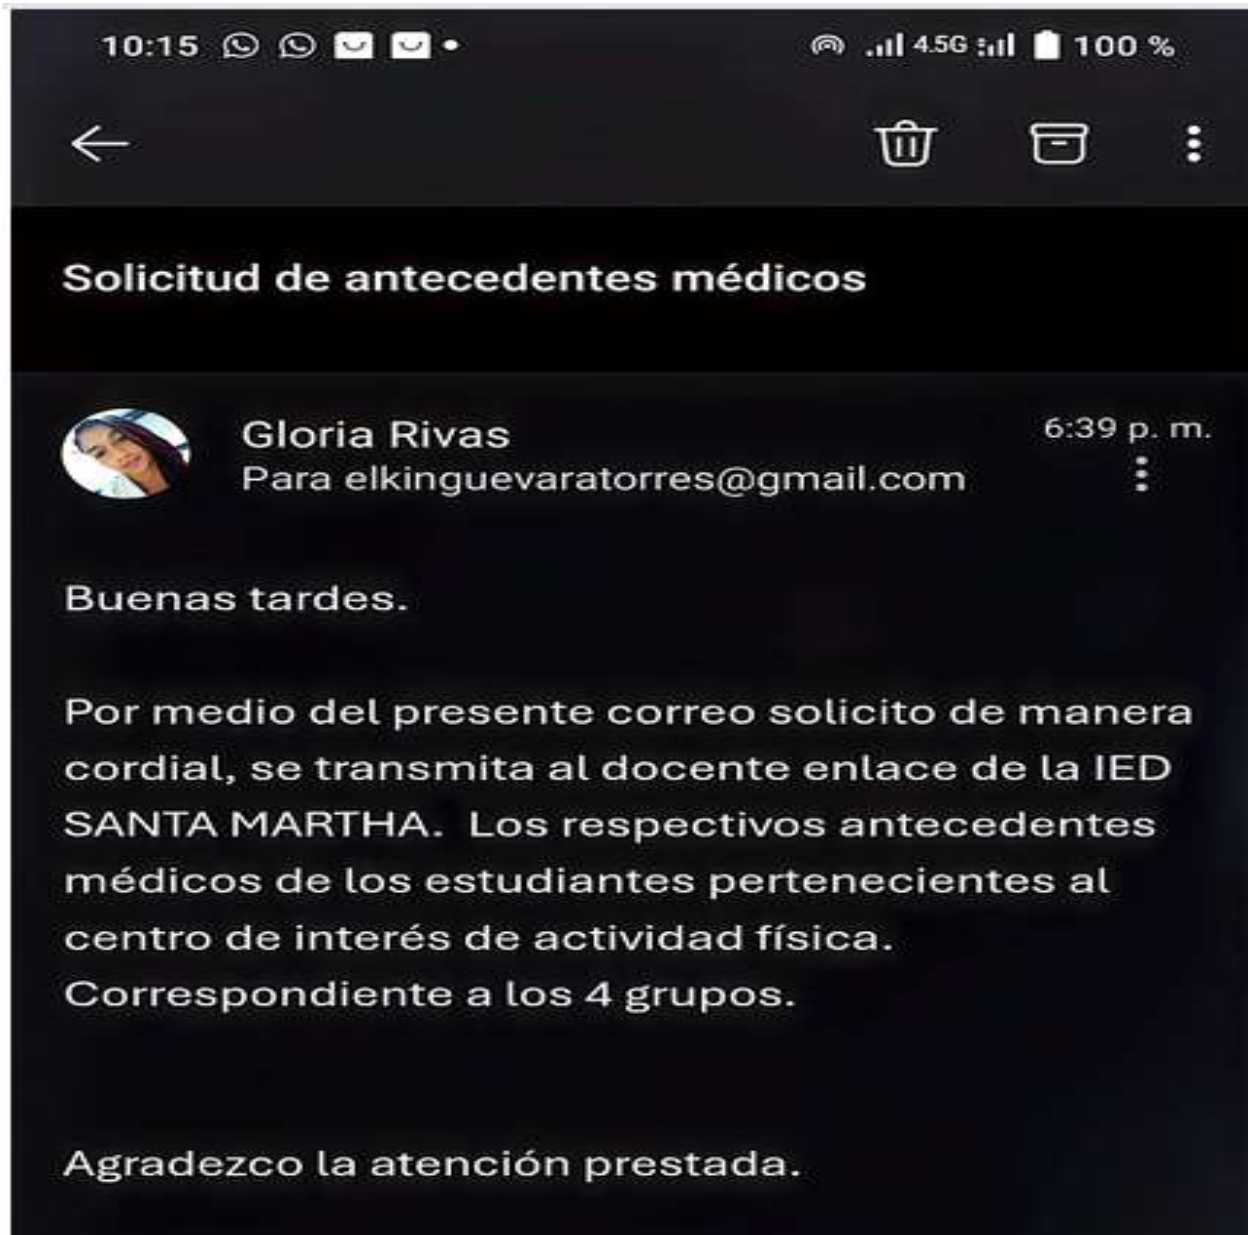 10:15 4.5G 100 %
Solicitud de antecedentes médicos
Gloria Rivas 6:39 p. m.
Para elkinguevaratorres@gmail.com
Buenas tardes.
Por medio del presente correo solicito de manera
cordial, se transmita al docente enlace de la IED
SANTA MARTHA.  Los respectivos antecedentes
médicos de los estudiantes pertenecientes al
centro de interés de actividad física.
Correspondiente a los 4 grupos.
Agradezco la atención prestada.